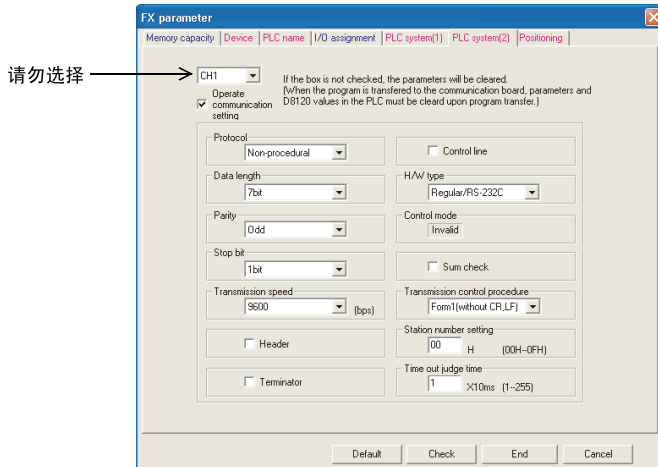 FX parameter
Memory capacity Device PLC name I/O assignment PLC system(1) PLC system(2) Positioning
请勿选择
CH1
If the box is not checked, the parameters will be cleared.
(When the program is transfered to the communication board, parameters and
D8120 values in the PLC must be cleard upon program transfer.)
Operate
communication
setting
Protocol
Non-procedural
Control line
Data length
7bit
H/W type
Regular/RS-232C
Parity
Odd
Control mode
Invalid
Stop bit
1bit
Sum check
Transmission speed
9600 (bps)
Transmission control procedure
Form1(without CR,LF)
Header
Station number setting
00 H (00H--0FH)
Terminator
Time out judge time
1 X10ms (1--255)
Default Check End Cancel